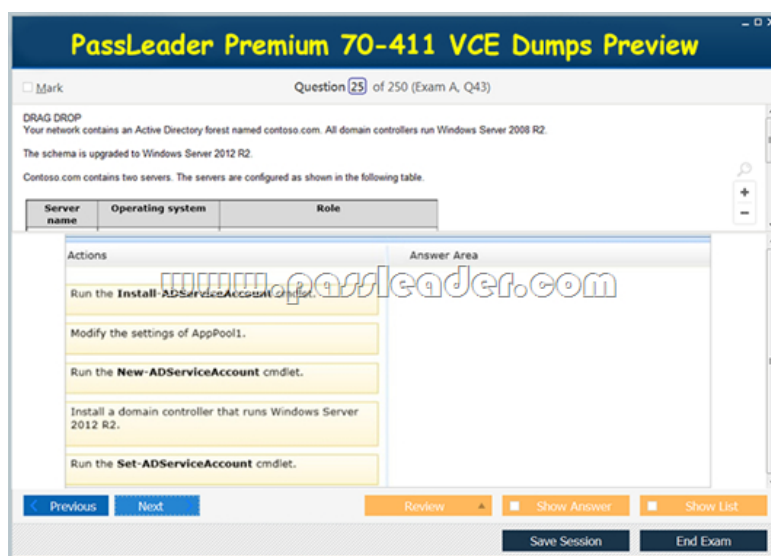 PassLeader Premium 70-411 VCE Dumps Preview
Mark
Question 25 of 250 (Exam A, Q43)
DRAG DROP
Your network contains an Active Directory forest named contoso.com. All domain controllers run Windows Server 2008 R2.
The schema is upgraded to Windows Server 2012 R2.
Contoso.com contains two servers. The servers are configured as shown in the following table.
Server name
Operating system
Role
Actions
Answer Area
www.passleader.com
Run the Install-ADServiceAccount cmdlet.
Modify the settings of AppPool1.
Run the New-ADServiceAccount cmdlet.
Install a domain controller that runs Windows Server
2012 R2.
Run the Set-ADServiceAccount cmdlet.
Previous
Next
Review
Show Answer
Show List
Save Session
End Exam